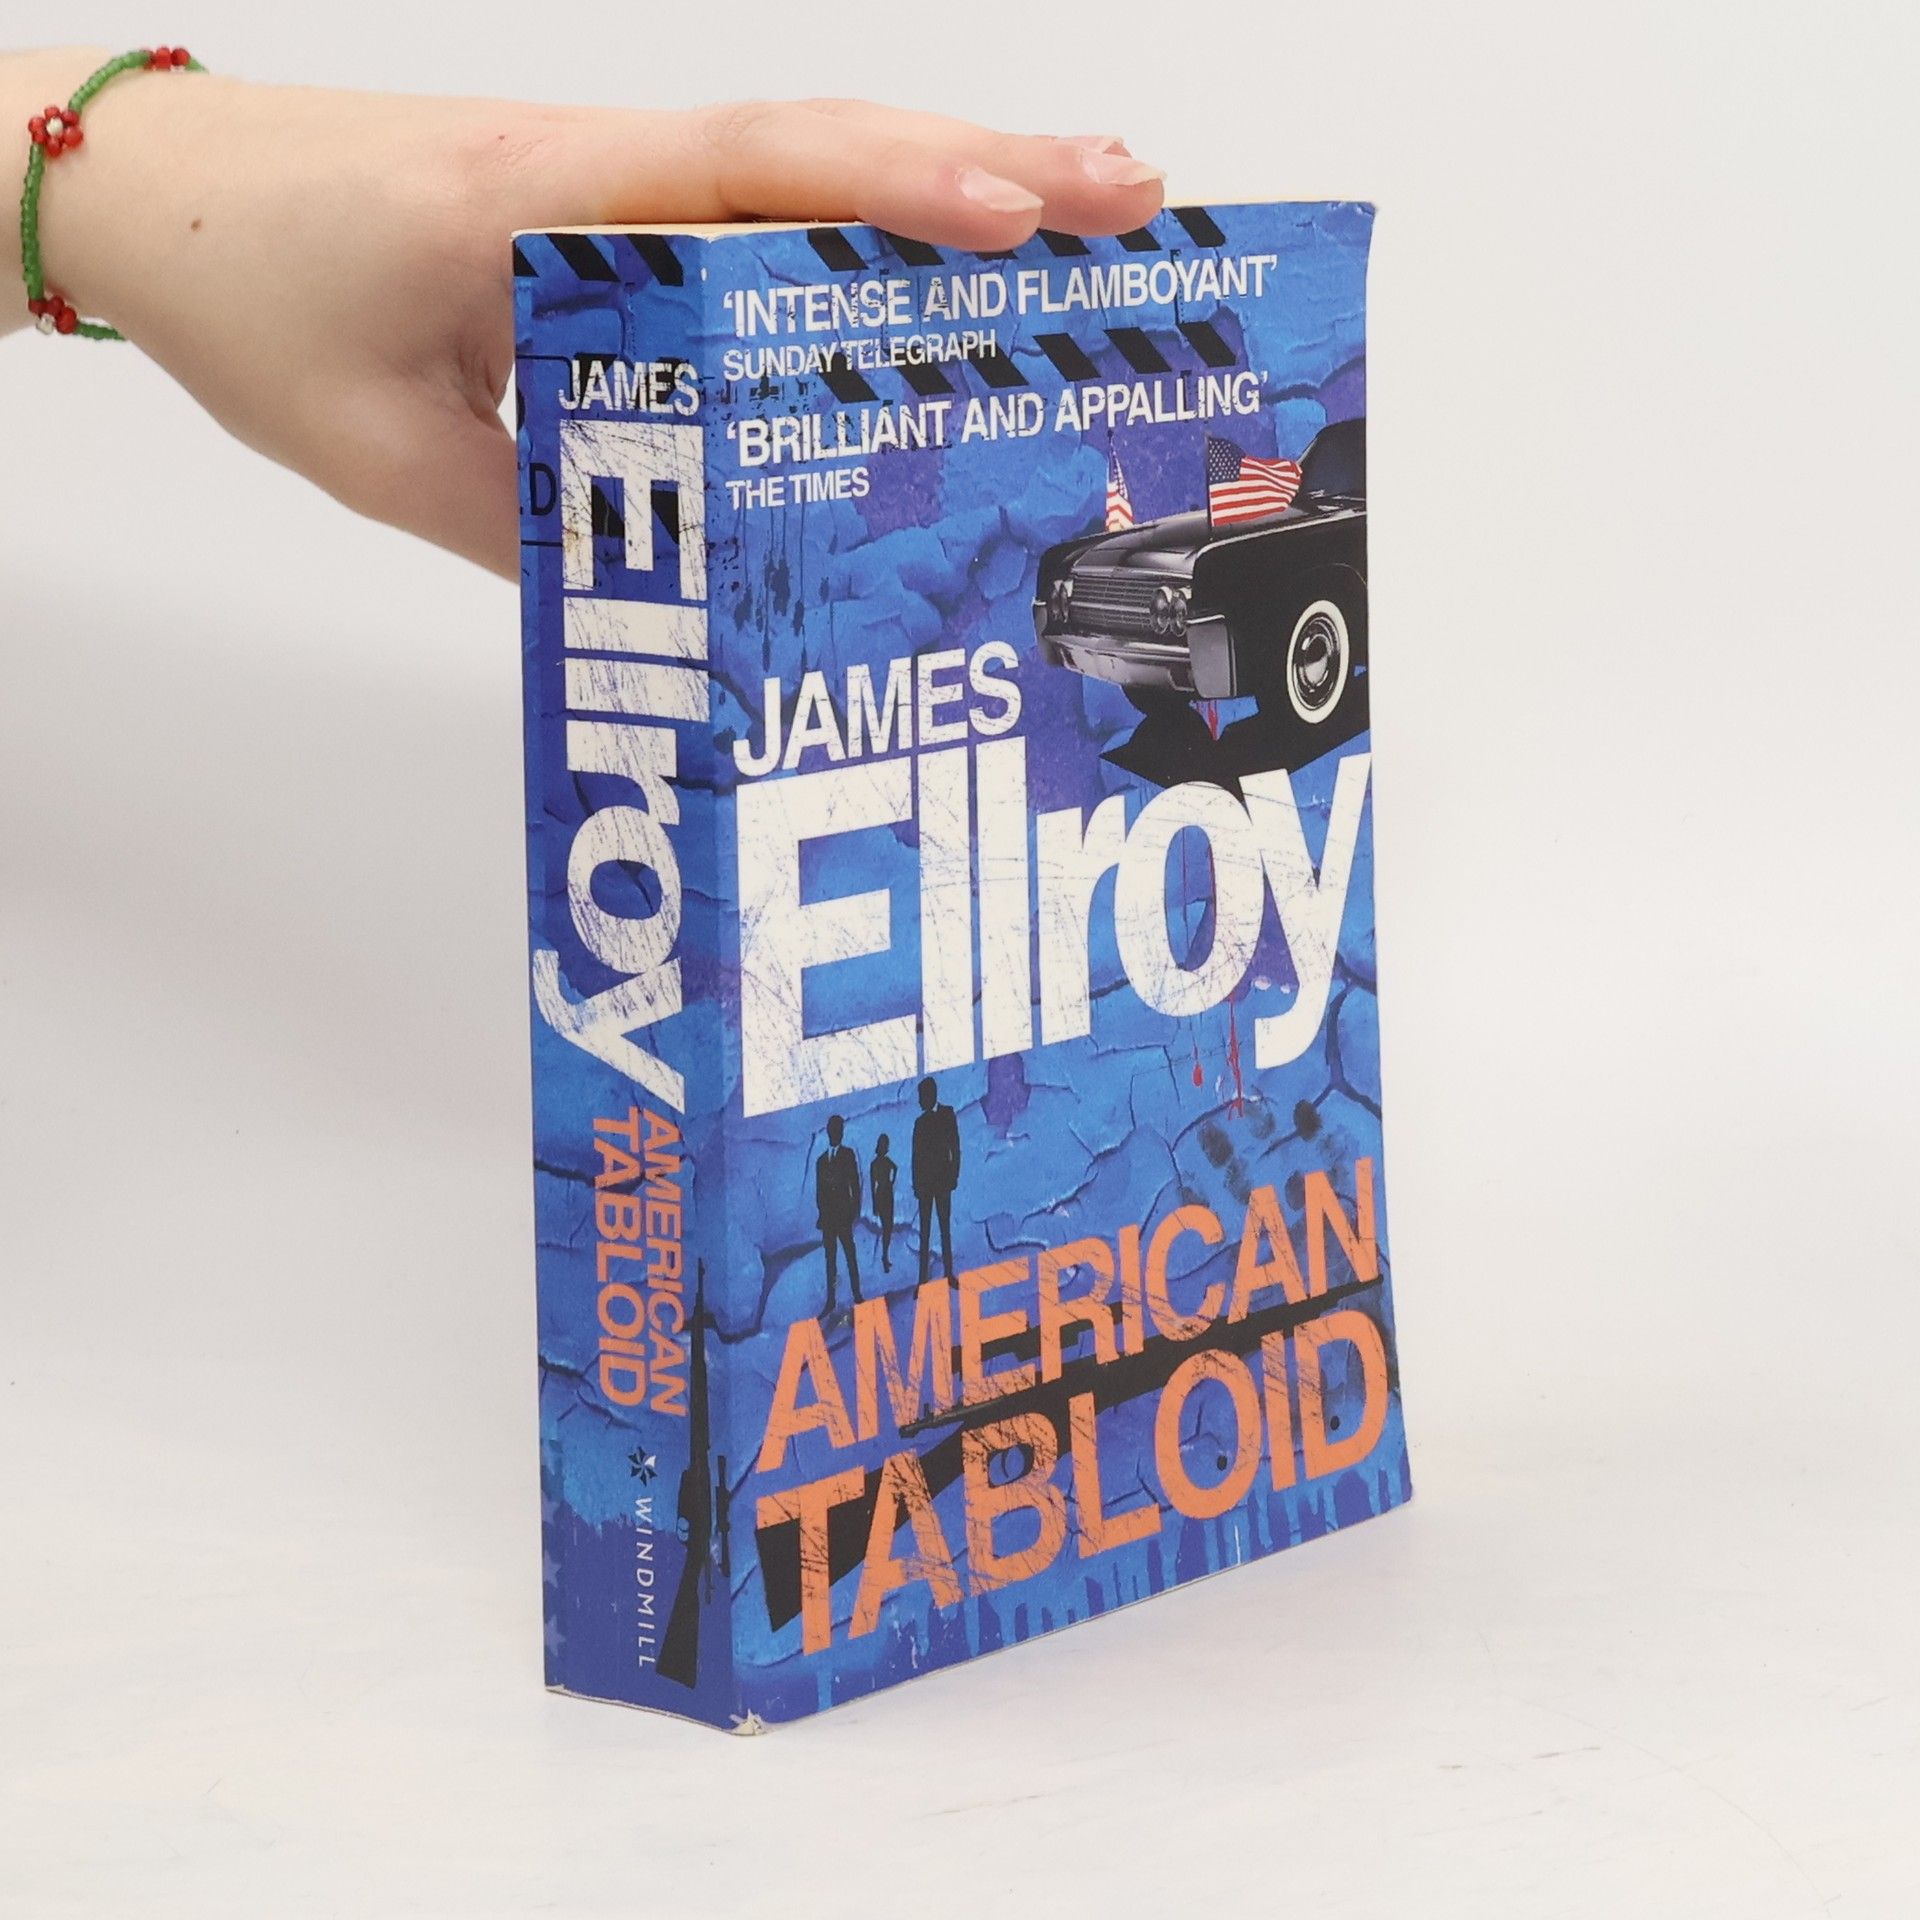 JAMES
Ellroy
AMERICAN
TABLOID
WINDMILL
‘INTENSE AND FLAMBOYANT’
SUNDAY TELEGRAPH
‘BRILLIANT AND APPALLING’
THE TIMES
JAMES
Ellroy
AMERICAN
TABLOID